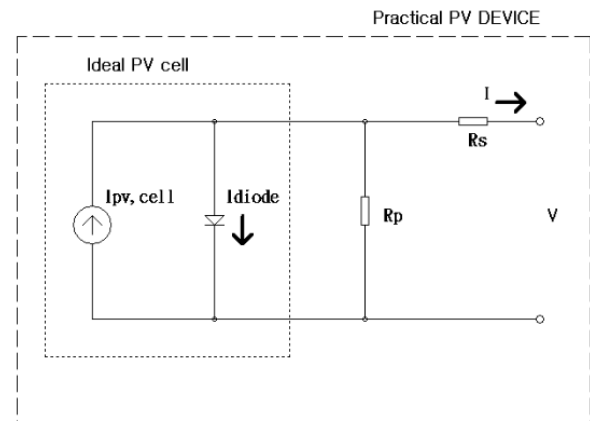 Practical PV DEVICE
Ideal PV cell
I
Rs
Ipv, cell
Idiode
Rp
V